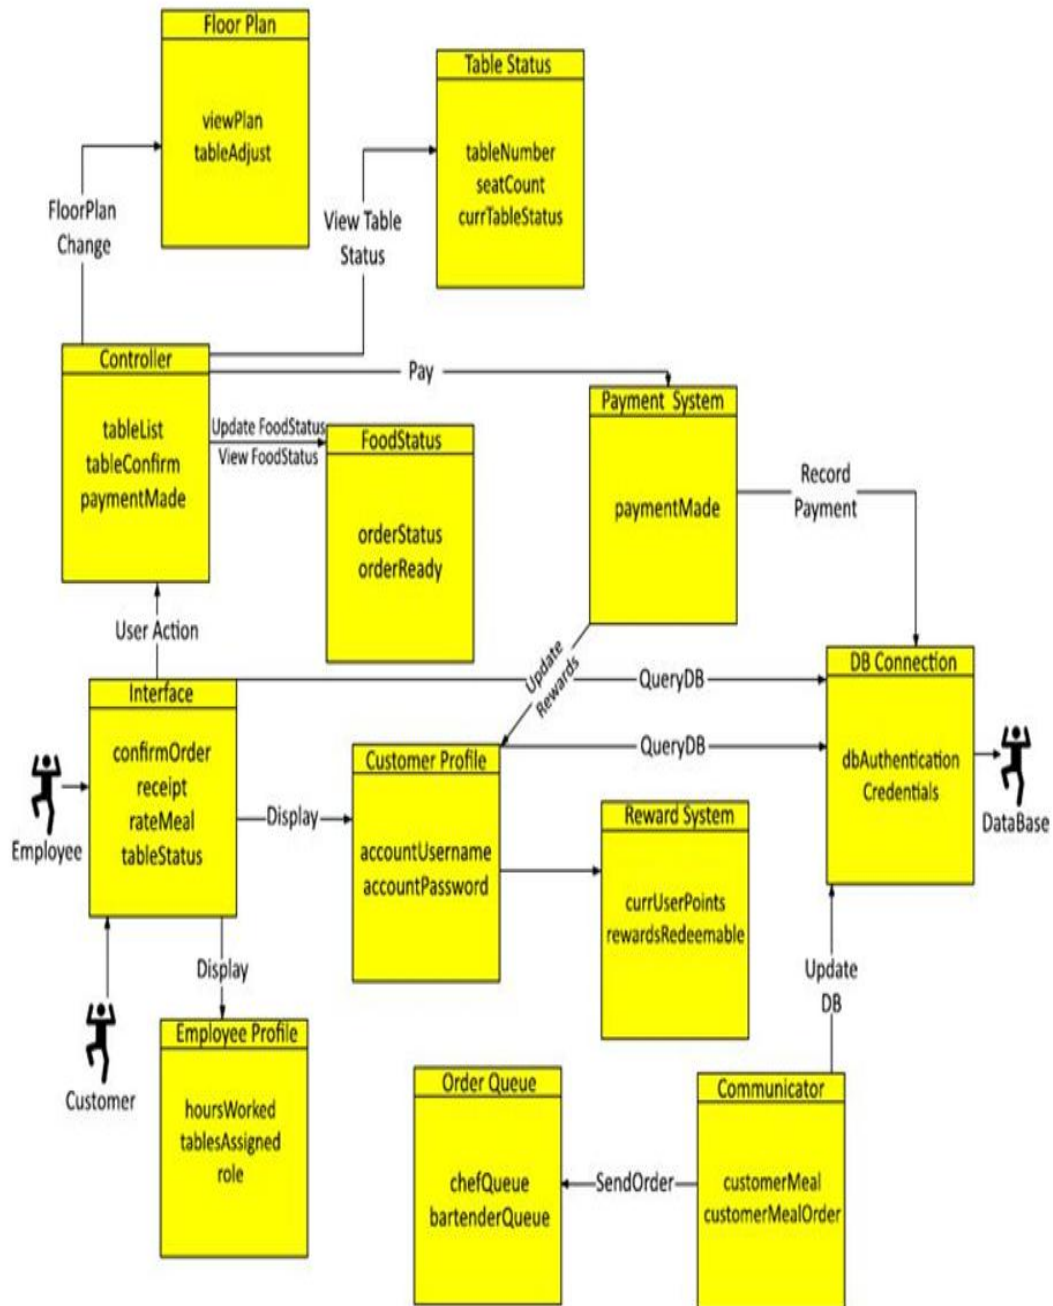 Floor Plan
viewPlan
tableAdjust
Table Status
tableNumber
seatCount
currTableStatus
FloorPlan
Change
View Table
Status
Controller
tableList
tableConfirm
paymentMade
Pay
Update FoodStatus
View FoodStatus
FoodStatus
orderStatus
orderReady
Payment System
paymentMade
Record
Payment
User Action
Update
Rewards
Interface
confirmOrder
receipt
rateMeal
tableStatus
QueryDB
QueryDB
DB Connection
dbAuthentication
Credentials
DataBase
Employee
Display
Customer Profile
accountUsername
accountPassword
Reward System
currUserPoints
rewardsRedeemable
Display
Customer
Employee Profile
hoursWorked
tablesAssigned
role
Update
DB
Order Queue
chefQueue
bartenderQueue
SendOrder
Communicator
customerMeal
customerMealOrder